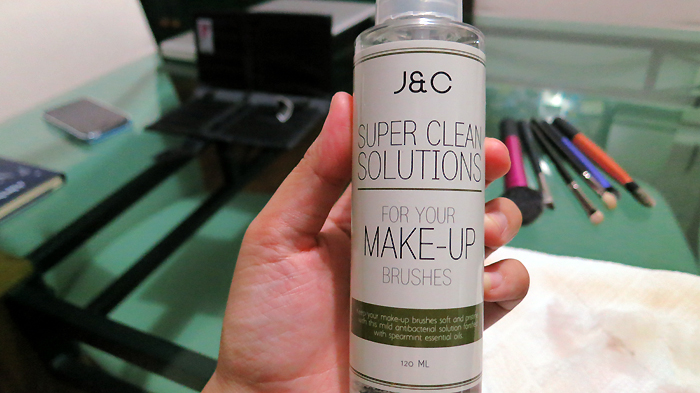 J&C
SUPER CLEAN
SOLUTIONS
FOR YOUR
MAKE-UP
BRUSHES
your make-up brushes soft and
with this mild antibacterial solution
with spearmint essential oils.
120 ML